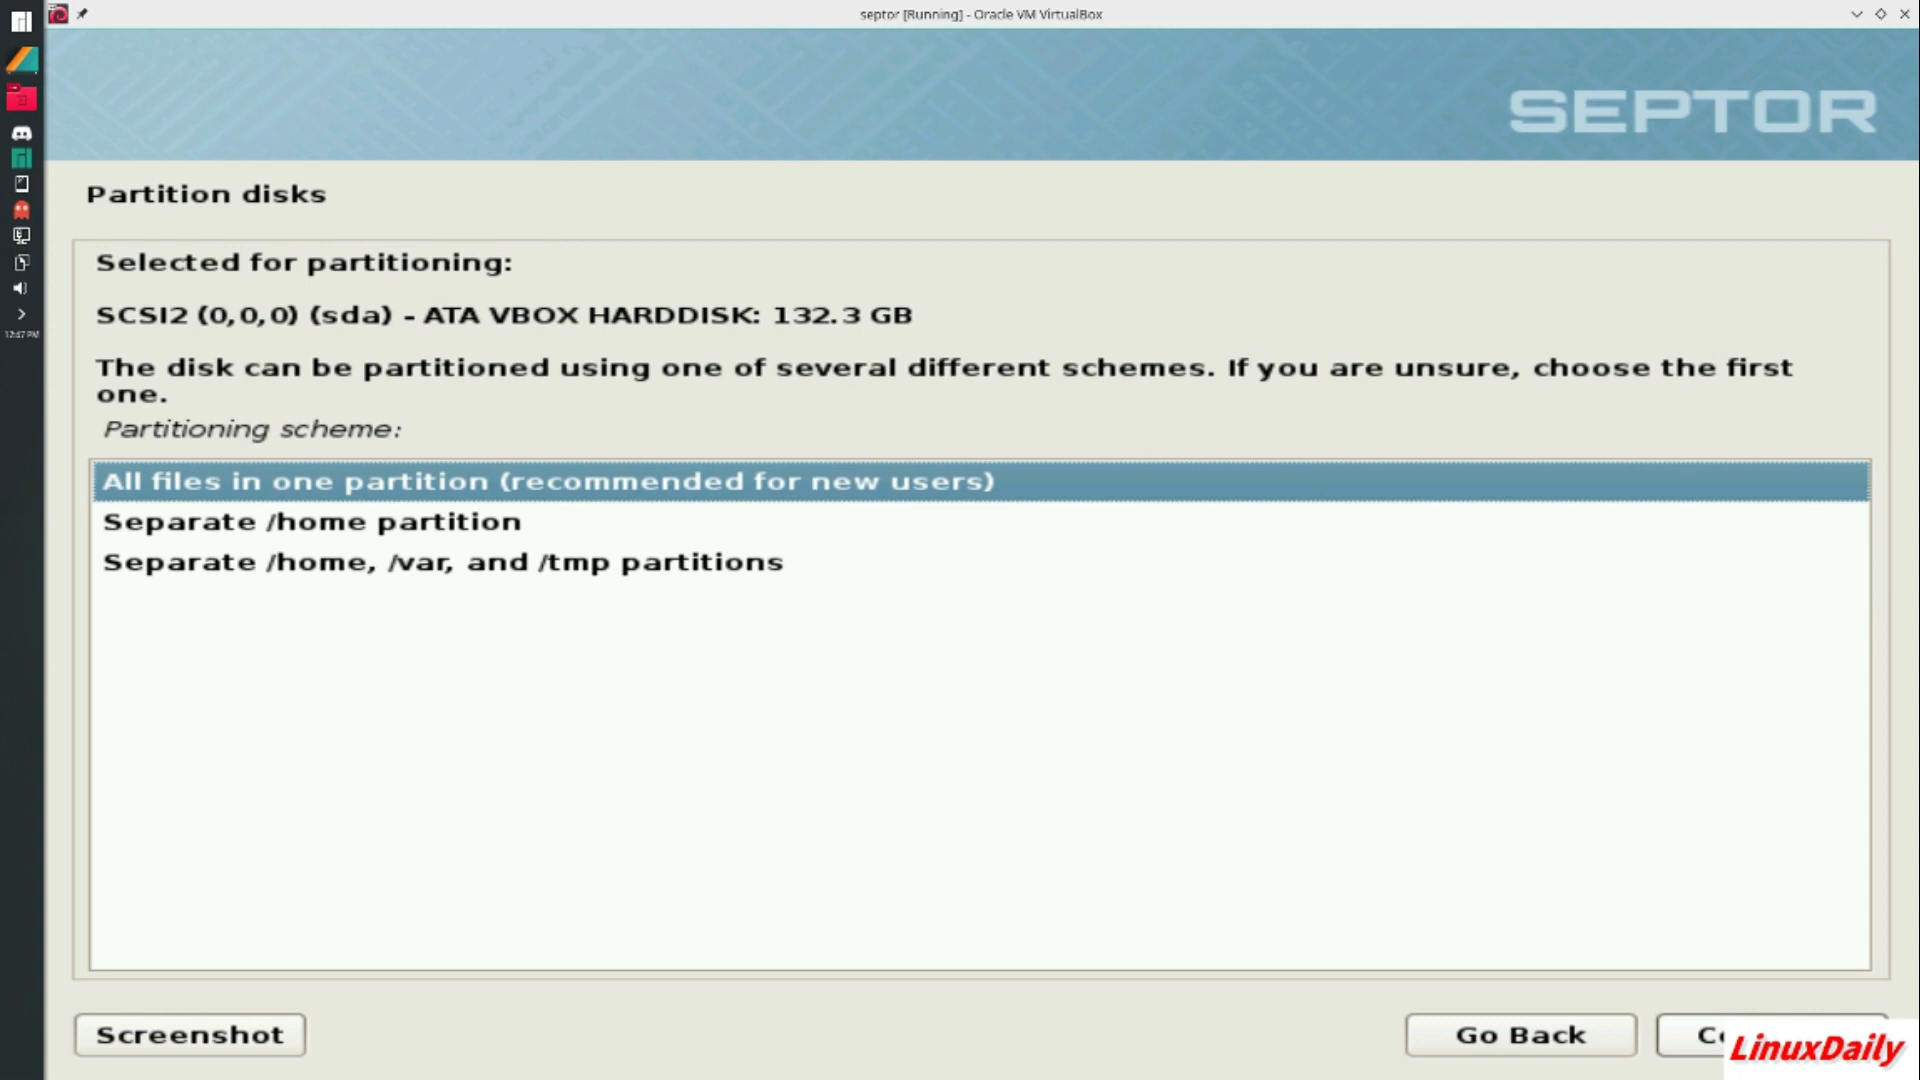 septor [Running] - Oracle VM VirtualBox
SEPTOR
Partition disks
Selected for partitioning:
SCSI2 (0,0,0) (sda) - ATA VBOX HARDDISK: 132.3 GB
The disk can be partitioned using one of several different schemes. If you are unsure, choose the first
one.
Partitioning scheme:
All files in one partition (recommended for new users)
Separate /home partition
Separate /home, /var, and /tmp partitions
12:47 PM
Screenshot
Go Back
LinuxDaily